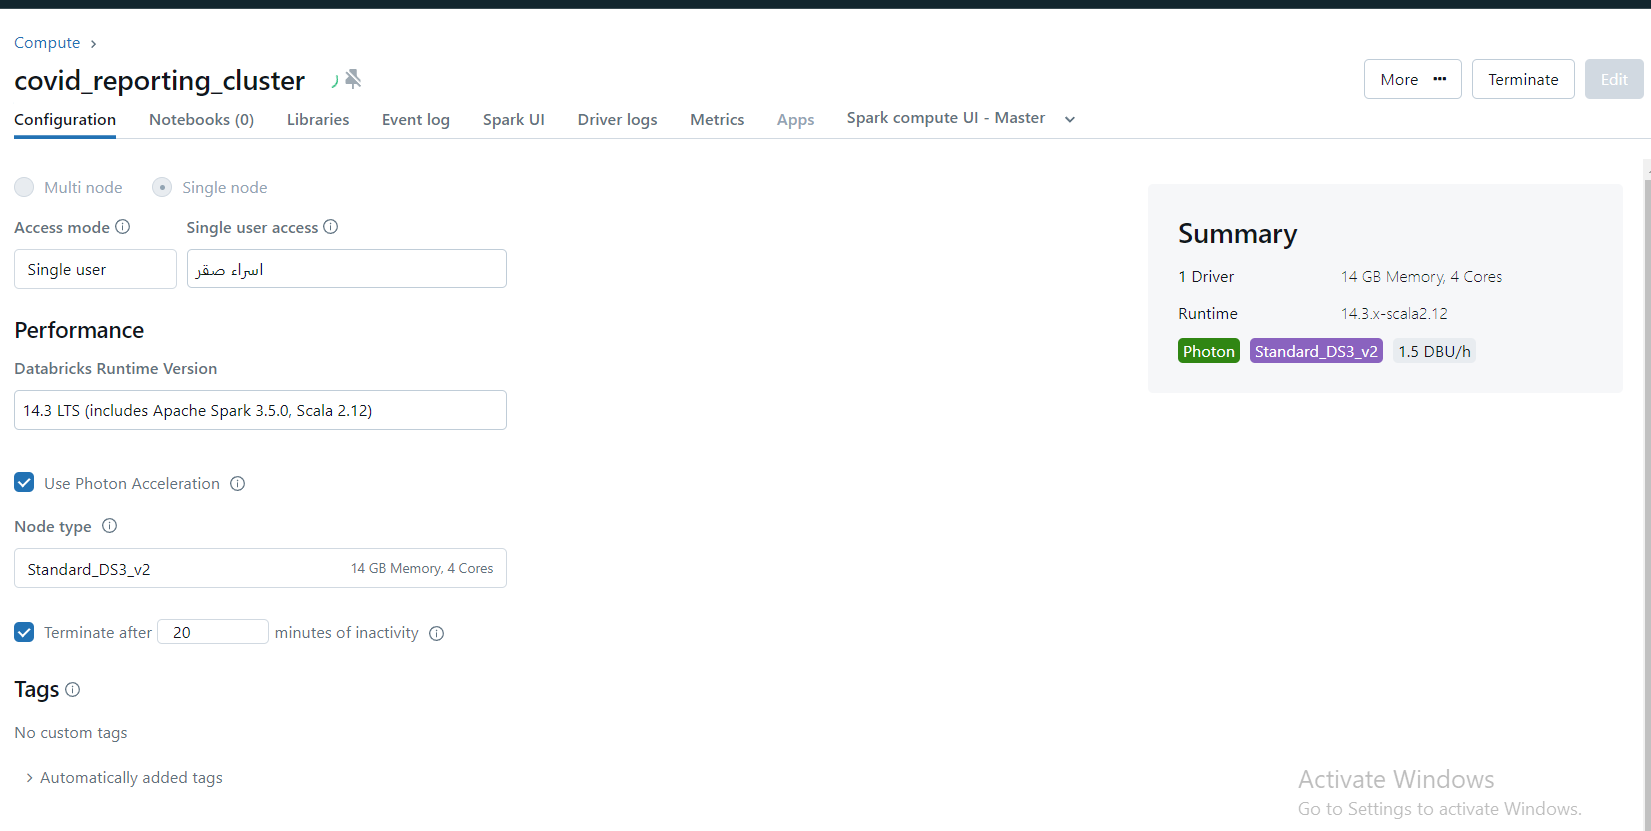 Compute
covid_reporting_cluster
More
Terminate
Edit
Configuration
Notebooks (0)
Libraries
Event log
Spark UI
Driver logs
Metrics
Apps
Spark compute UI - Master
Multi node
Single node
Access mode
Single user access
Single user
اسراء صقر
Performance
Databricks Runtime Version
14.3 LTS (includes Apache Spark 3.5.0, Scala 2.12)
Use Photon Acceleration
Node type
Standard_DS3_v2 14 GB Memory, 4 Cores
Terminate after 20 minutes of inactivity
Tags
No custom tags
Automatically added tags
Summary
1 Driver 14 GB Memory, 4 Cores
Runtime 14.3.x-scala2.12
Photon Standard_DS3_v2 1.5 DBU/h
Activate Windows
Go to Settings to activate Windows.